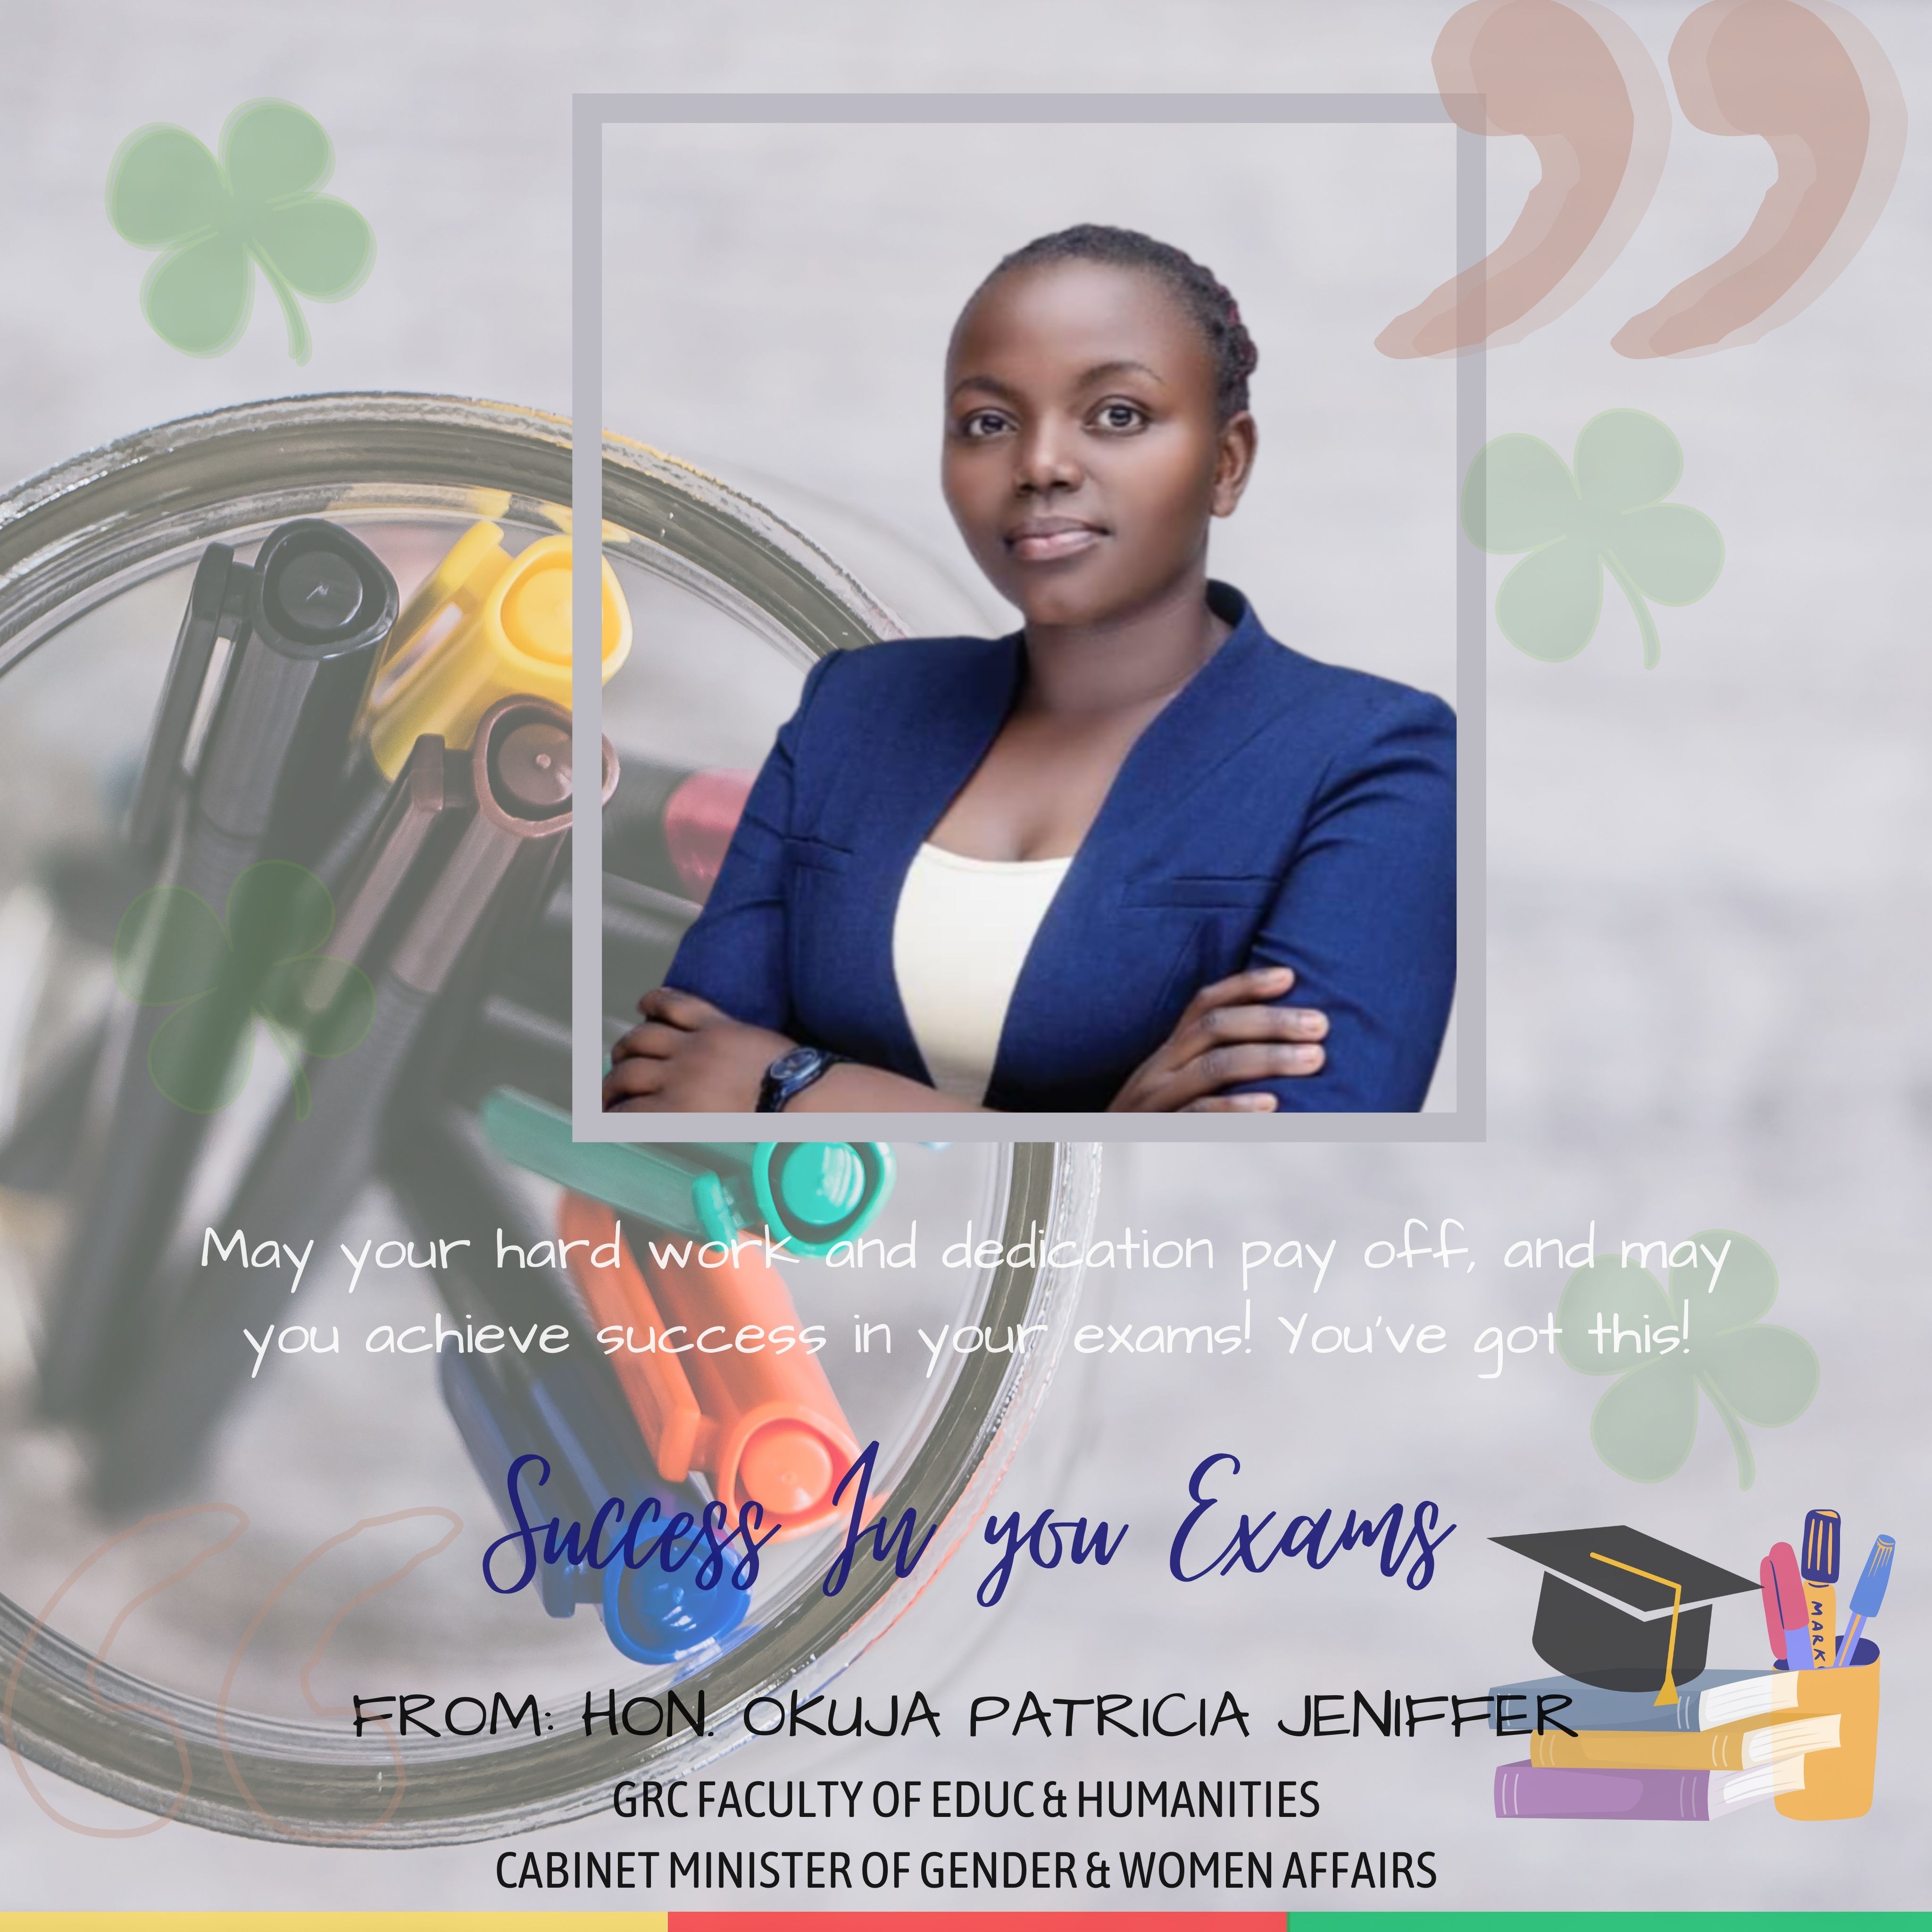 May your hard work and dedication pay off, and may
you achieve success in your exams! You've got this!
Success In you Exams
MARK
FROM: HON. OKUJA PATRICIA JENIFFER
GRC FACULTY OF EDUC & HUMANITIES
CABINET MINISTER OF GENDER & WOMEN AFFAIRS